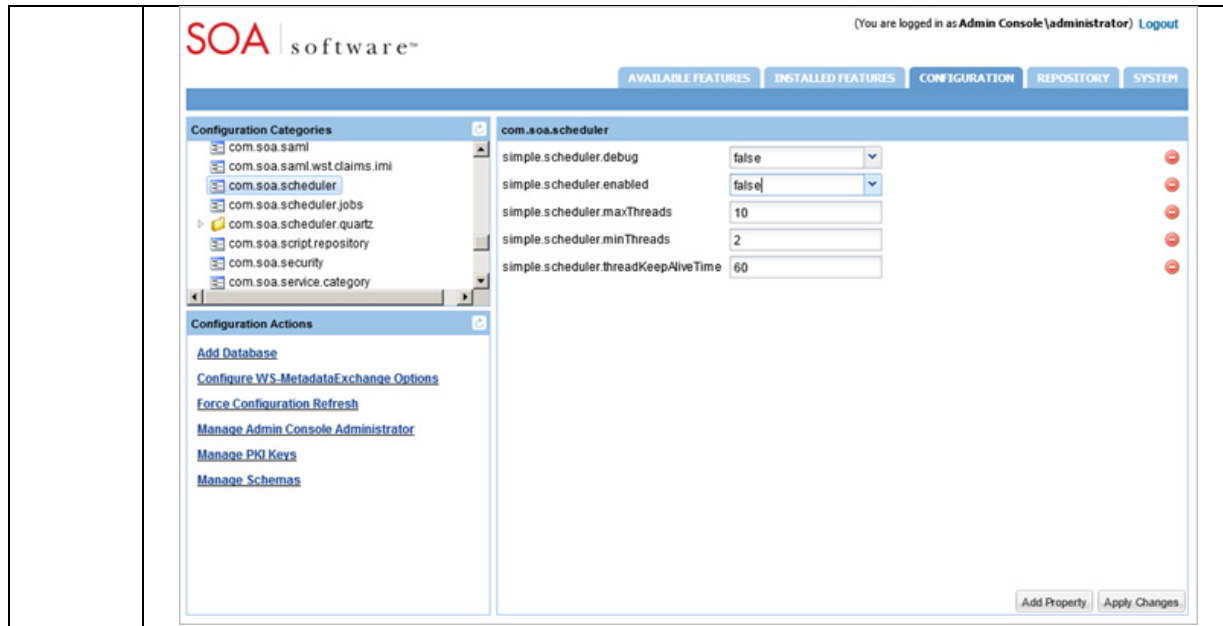 (You are logged in as Admin Console\administrator) Logout
SOA software™
AVAILABLE FEATURES INSTALLED FEATURES CONFIGURATION REPOSITORY SYSTEM
Configuration Categories
com.soa.saml
com.soa.saml.wst.claims.imi
com.soa.scheduler
com.soa.scheduler.jobs
com.soa.scheduler.quartz
com.soa.script.repository
com.soa.security
com.soa.service.category
Configuration Actions
Add Database
Configure WS-MetadataExchange Options
Force Configuration Refresh
Manage Admin Console Administrator
Manage PKI Keys
Manage Schemas
com.soa.scheduler
simple.scheduler.debug false
simple.scheduler.enabled false
simple.scheduler.maxThreads 10
simple.scheduler.minThreads 2
simple.scheduler.threadKeepAliveTime 60
Add Property Apply Changes